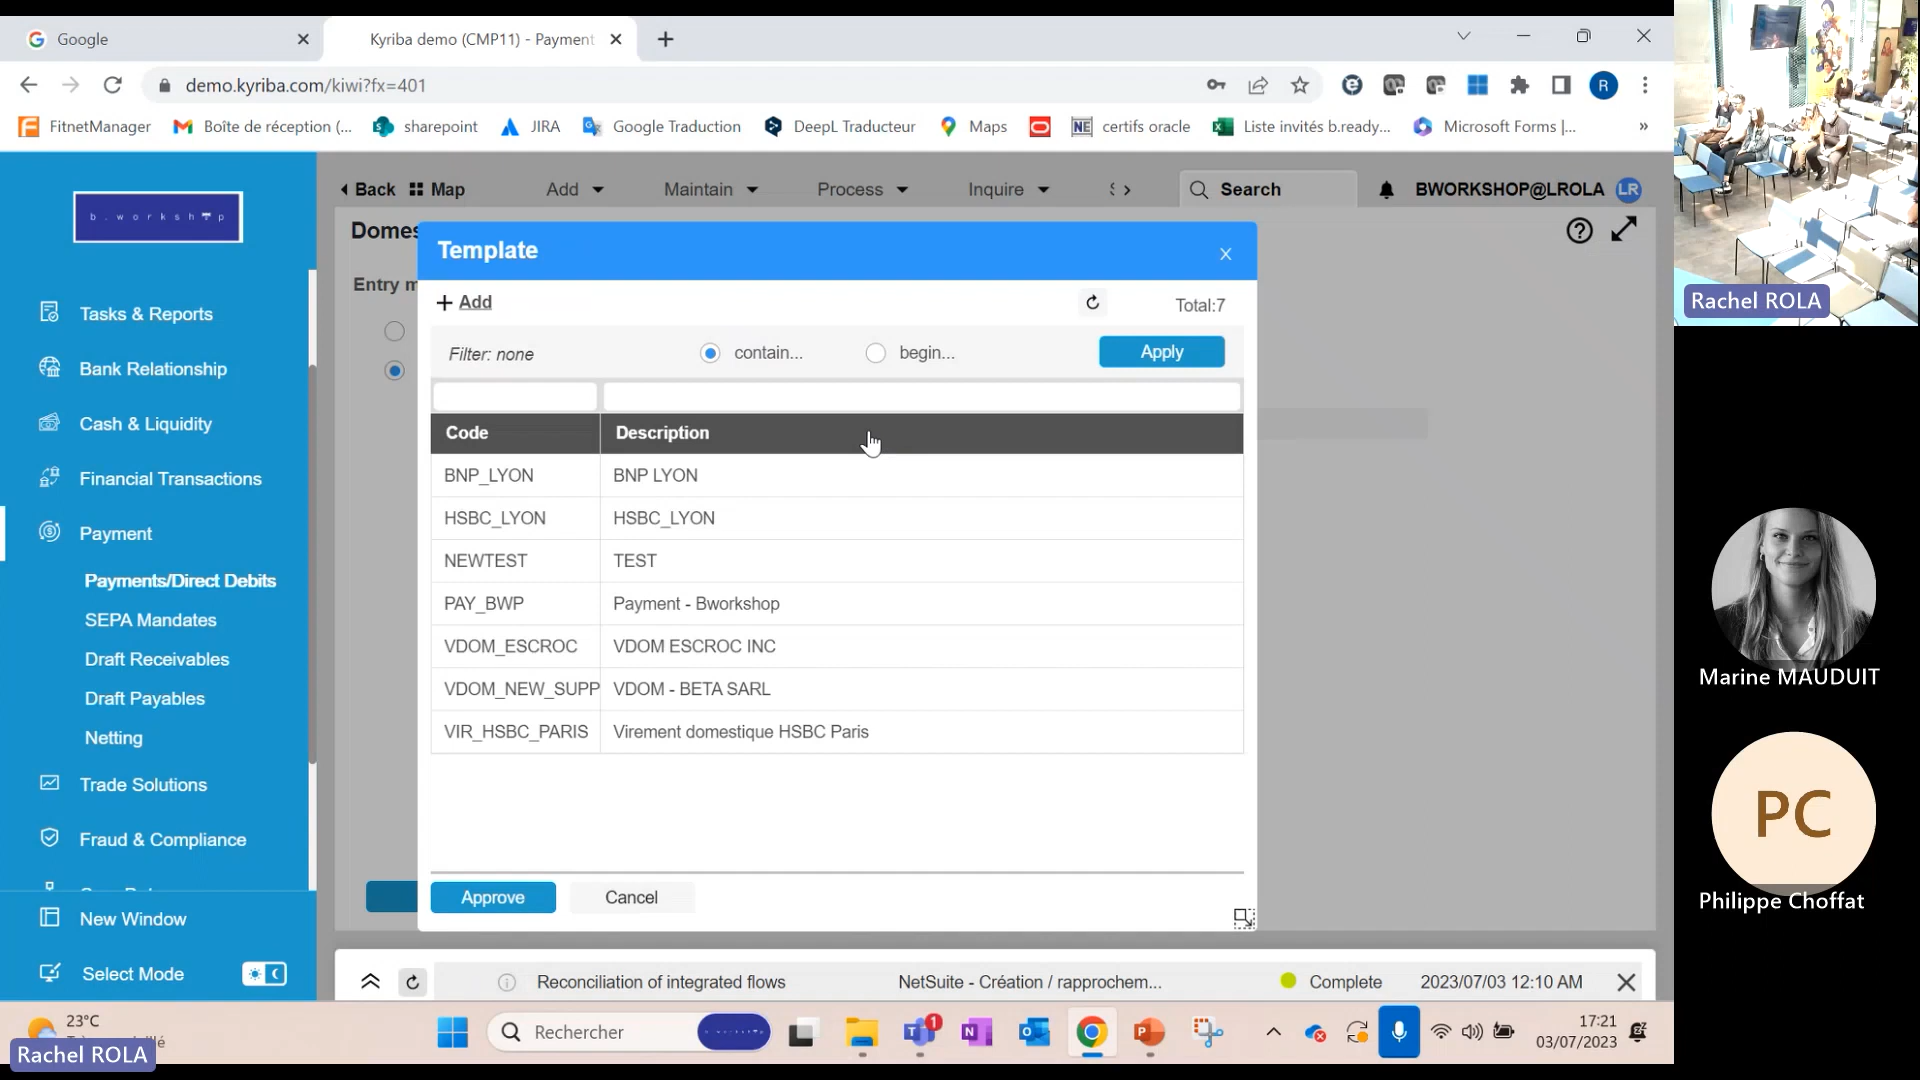 Google
Kyriba demo (CMP11) - Payment
demo.kyriba.com/kiwi?fx=401
R
FitnetManager
Boîte de réception (...
sharepoint
JIRA
Google Traduction
DeepL Traducteur
Maps
NE certifs oracle
Liste invités b.ready...
Microsoft Forms |...
»
b.workshop
Back
Map
Add
Maintain
Process
Inquire
Search
BWORKSHOP@LROLA
LR
Domes
Entry m
Template
x
+ Add
Total:7
Filter: none
contain...
begin...
Apply
Code Description
BNP_LYON BNP LYON
HSBC_LYON HSBC_LYON
NEWTEST TEST
PAY_BWP Payment - Bworkshop
VDOM_ESCROC VDOM ESCROC INC
VDOM_NEW_SUPP VDOM - BETA SARL
VIR_HSBC_PARIS Virement domestique HSBC Paris
Approve
Cancel
Tasks & Reports
Bank Relationship
Cash & Liquidity
Financial Transactions
Payment
Payments/Direct Debits
SEPA Mandates
Draft Receivables
Draft Payables
Netting
Trade Solutions
Fraud & Compliance
New Window
Select Mode
Reconciliation of integrated flows
NetSuite - Création / rapprochem...
Complete
2023/07/03 12:10 AM
23°C
Rechercher
1
17:21
03/07/2023
Rachel ROLA
Rachel ROLA
Marine MAUDUIT
PC
Philippe Choffat